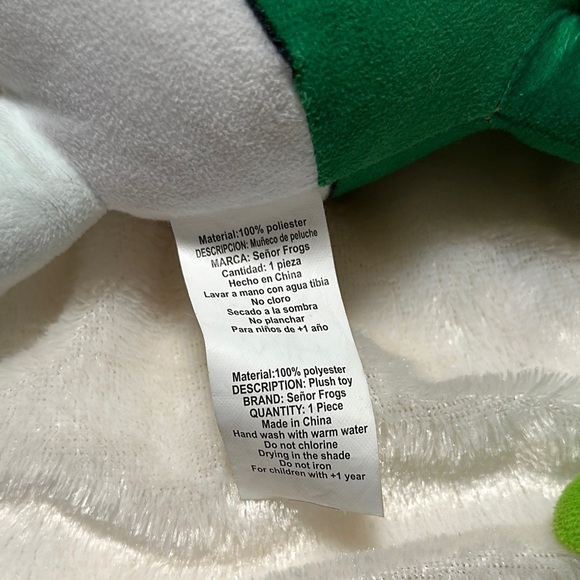 Material:100% poliester
DESCRIPCION: Muñeco de peluche
MARCA: Señor Frogs
Cantidad: 1 pieza
Hecho en China
Lavar a mano con agua tibia
No cloro
Secado a la sombra
No planchar
Para niños de +1 año
Material:100% polyester
DESCRIPTION: Plush toy
BRAND: Señor Frogs
QUANTITY: 1 Piece
Made in China
Hand wash with warm water
Do not chlorine
Drying in the shade
Do not iron
For children with +1 year